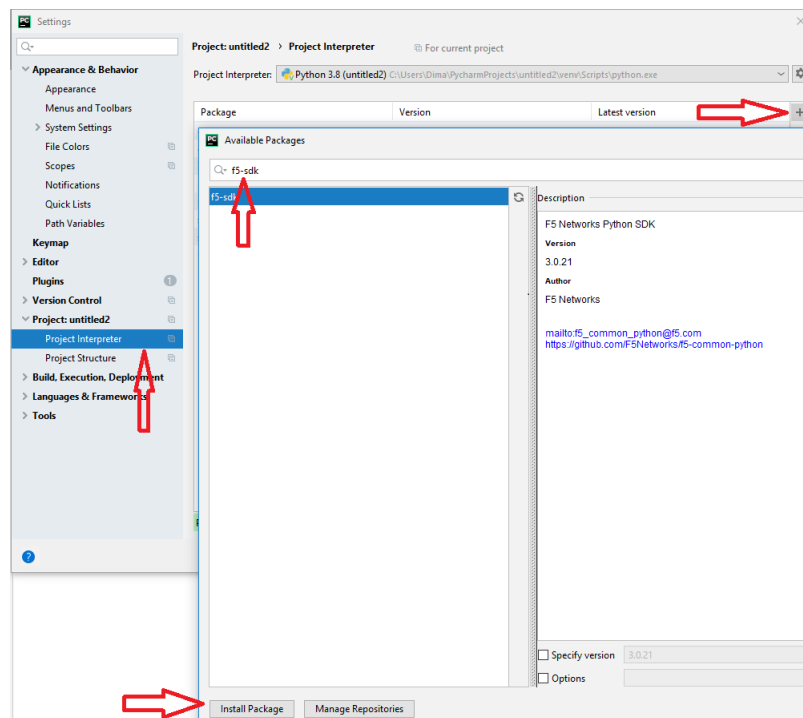 PC Settings
Project: untitled2 › Project Interpreter For current project
Project Interpreter: Python 3.8 (untitled2) C:\Users\Dima\PycharmProjects\untitled2\venv\Scripts\python.exe
Appearance & Behavior
Appearance
Menus and Toolbars
System Settings
File Colors
Scopes
Notifications
Quick Lists
Path Variables
Keymap
Editor
Plugins 1
Version Control
Project: untitled2
Project Interpreter
Project Structure
Build, Execution, Deployment
Languages & Frameworks
Tools
?
Package Version Latest version
PC Available Packages
f5-sdk
f5-sdk
Description
F5 Networks Python SDK
Version
3.0.21
Author
F5 Networks
mailto:f5_common_python@f5.com
https://github.com/F5Networks/f5-common-python
Specify version 3.0.21
Options
Install Package Manage Repositories